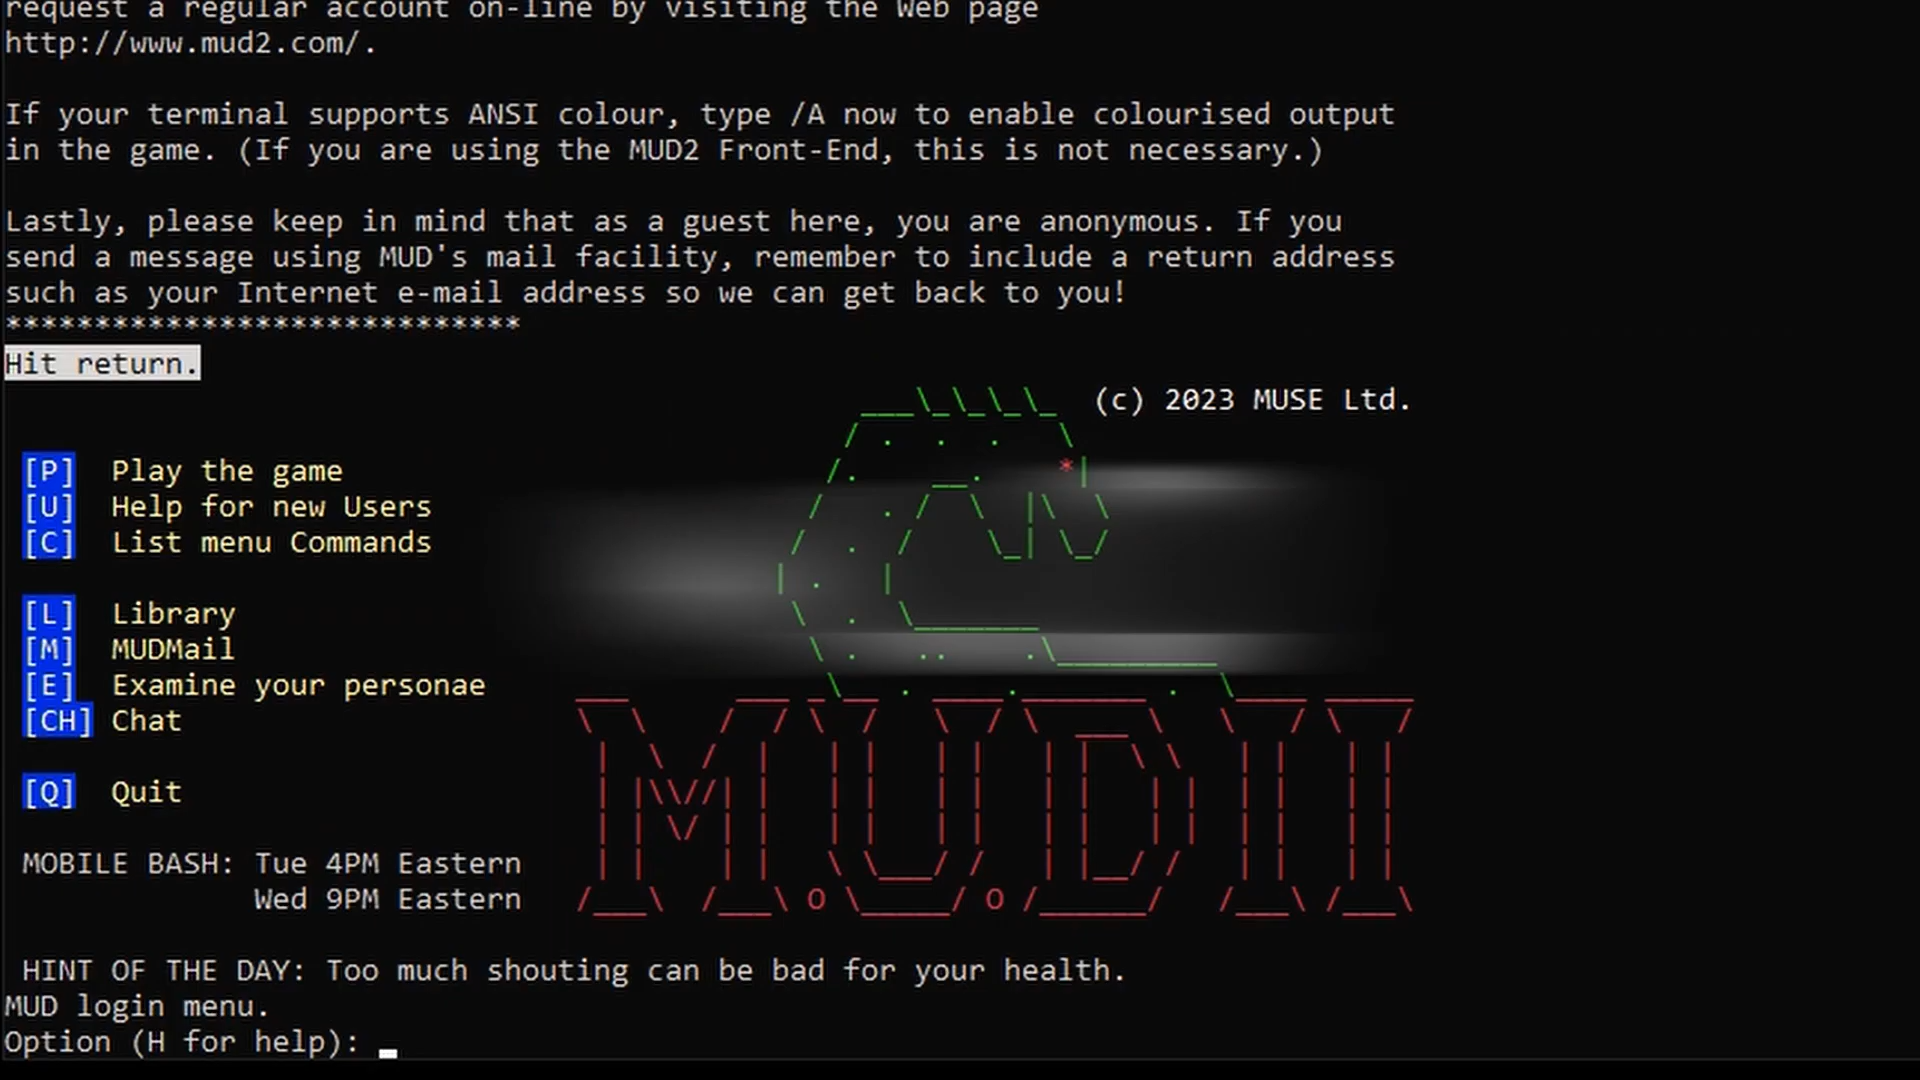 request a regular account on-line by visiting the Web page
http://www.mud2.com/.
If your terminal supports ANSI colour, type /A now to enable colourised output
in the game. (If you are using the MUD2 Front-End, this is not necessary.)
Lastly, please keep in mind that as a guest here, you are anonymous. If you
send a message using MUD's mail facility, remember to include a return address
such as your Internet e-mail address so we can get back to you!
*****************************
Hit return.
(c) 2023 MUSE Ltd.
[P] Play the game
[U] Help for new Users
[C] List menu Commands
[L] Library
[M] MUDMail
[E] Examine your personae
[CH] Chat
[Q] Quit
M.U.D II
MOBILE BASH: Tue 4PM Eastern
Wed 9PM Eastern
HINT OF THE DAY: Too much shouting can be bad for your health.
MUD login menu.
Option (H for help):